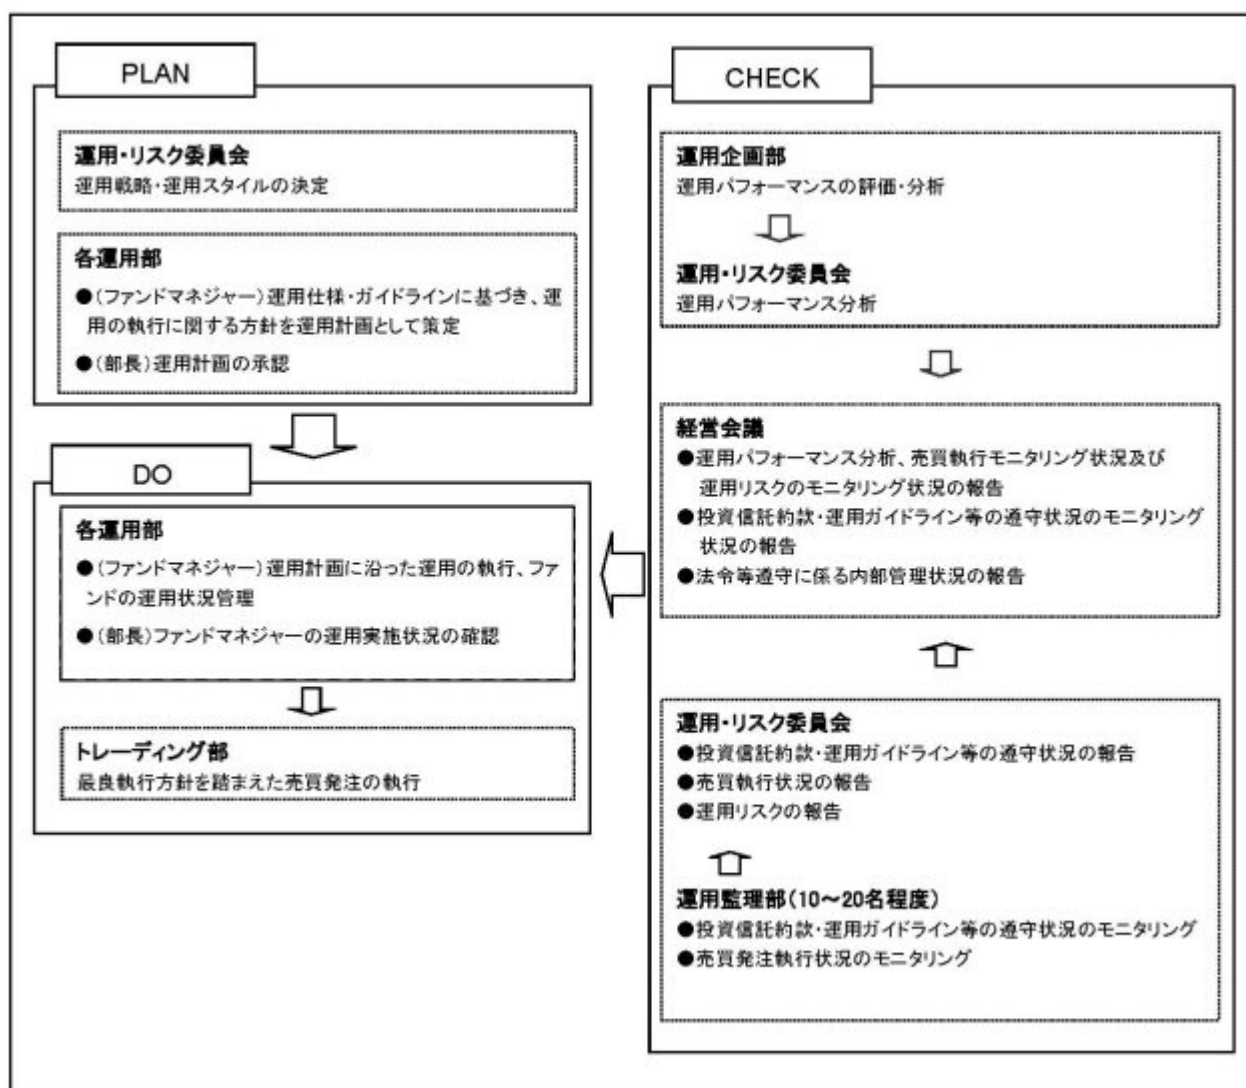 PLAN
運用・リスク委員会
運用戦略・運用スタイルの決定
各運用部
●(ファンドマネジャー)運用仕様・ガイドラインに基づき、運
用の執行に関する方針を運用計画として策定
●(部長)運用計画の承認
DO
各運用部
●(ファンドマネジャー)運用計画に沿った運用の執行、ファ
ンドの運用状況管理
●(部長)ファンドマネジャーの運用実施状況の確認
トレーディング部
最良執行方針を踏まえた売買発注の執行
CHECK
運用企画部
運用パフォーマンスの評価・分析
運用・リスク委員会
運用パフォーマンス分析
経営会議
●運用パフォーマンス分析、売買執行モニタリング状況及び
運用リスクのモニタリング状況の報告
●投資信託約款・運用ガイドライン等の遵守状況のモニタリング
状況の報告
●法令等遵守に係る内部管理状況の報告
運用・リスク委員会
●投資信託約款・運用ガイドライン等の遵守状況の報告
●売買執行状況の報告
●運用リスクの報告
運用監理部(10~20名程度)
●投資信託約款・運用ガイドライン等の遵守状況のモニタリング
●売買発注執行状況のモニタリング